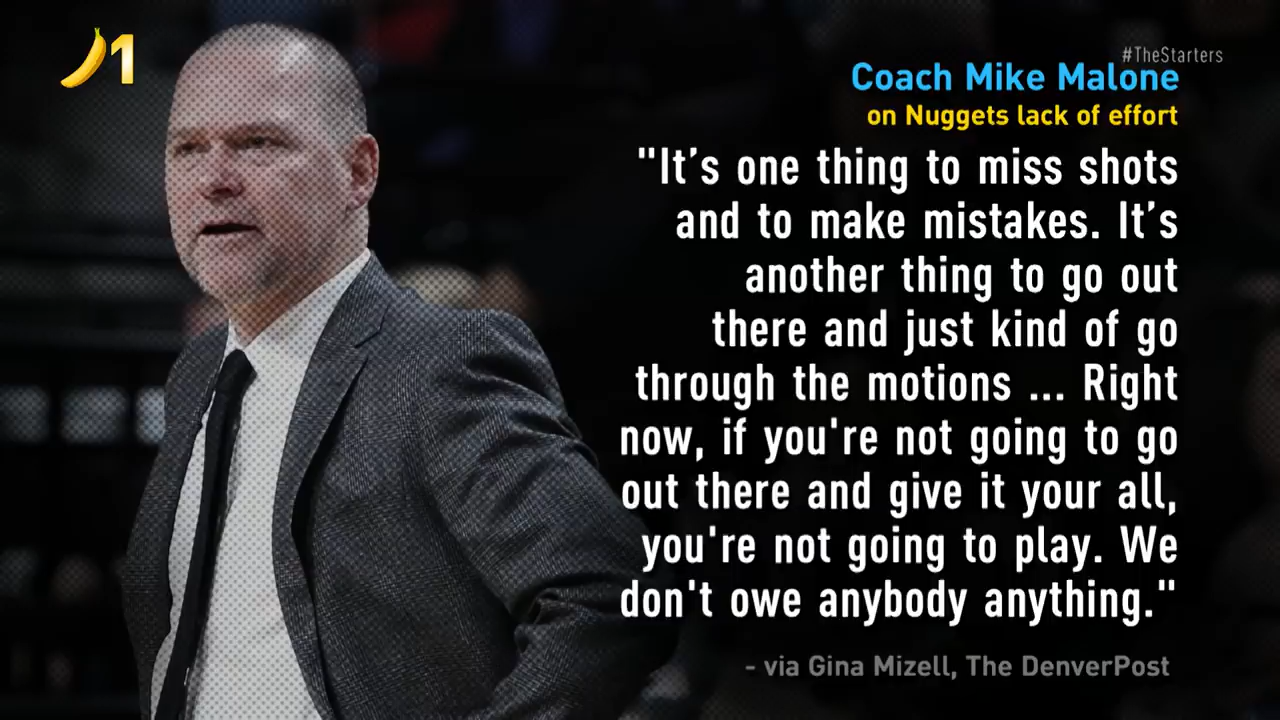 1
#TheStarters
Coach Mike Malone
on Nuggets lack of effort
"It’s one thing to miss shots
and to make mistakes. It’s
another thing to go out
there and just kind of go
through the motions ... Right
now, if you're not going to go
out there and give it your all,
you're not going to play. We
don't owe anybody anything."
- via Gina Mizell, The DenverPost